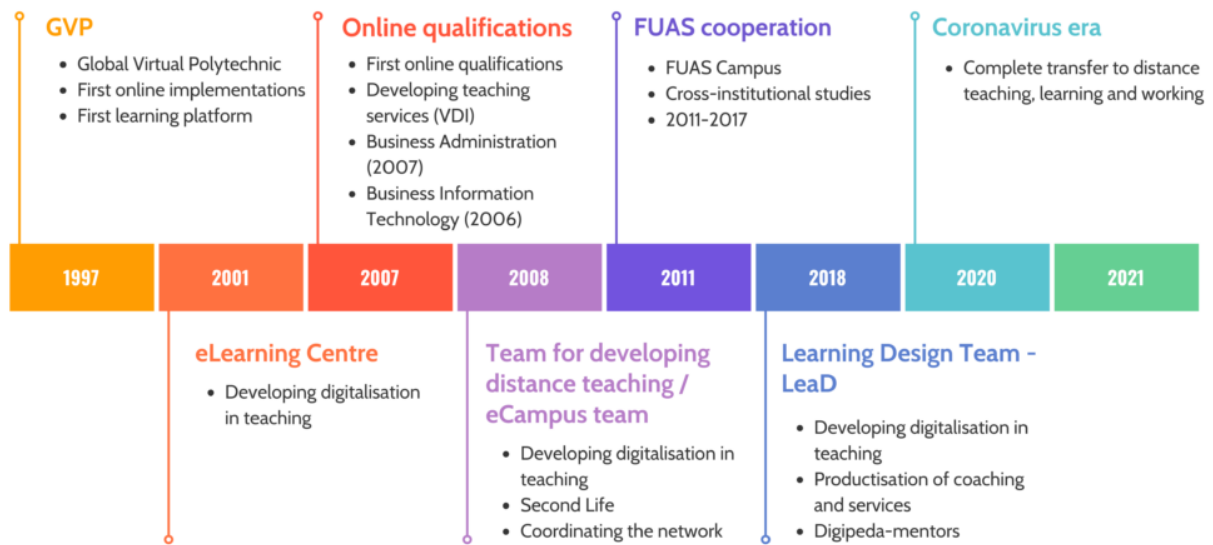 GVP
• Global Virtual Polytechnic
• First online implementations
• First learning platform
Online qualifications
• First online qualifications
• Developing teaching
services (VDI)
• Business Administration
(2007)
• Business Information
Technology (2006)
FUAS cooperation
• FUAS Campus
• Cross-institutional studies
• 2011-2017
Coronavirus era
• Complete transfer to distance
teaching, learning and working
1997
2001
2007
2008
2011
2018
2020
2021
eLearning Centre
• Developing digitalisation
in teaching
Team for developing
distance teaching /
eCampus team
• Developing digitalisation in
teaching
• Second Life
• Coordinating the network
Learning Design Team -
LeaD
• Developing digitalisation in
teaching
• Productisation of coaching
and services
• Digipeda-mentors